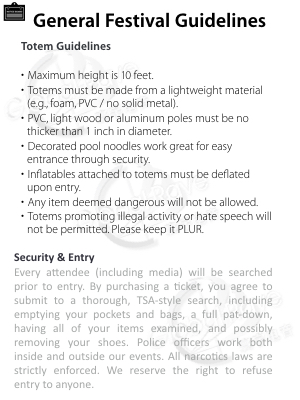 General Festival Guidelines
Totem Guidelines
• Maximum height is 10 feet.
• Totems must be made from a lightweight material
(e.g., foam, PVC / no solid metal).
• PVC, light wood or aluminum poles must be no
thicker than 1 inch in diameter.
• Decorated pool noodles work great for easy
entrance through security.
• Inflatables attached to totems must be deflated
upon entry.
• Any item deemed dangerous will not be allowed.
• Totems promoting illegal activity or hate speech will
not be permitted. Please keep it PLUR.
Security & Entry
Every attendee (including media) will be searched
prior to entry. By purchasing a ticket, you agree to
submit to a thorough, TSA-style search, including
emptying your pockets and bags, a full pat-down,
having all of your items examined, and possibly
removing your shoes. Police officers work both
inside and outside our events. All narcotics laws are
strictly enforced. We reserve the right to refuse
entry to anyone.